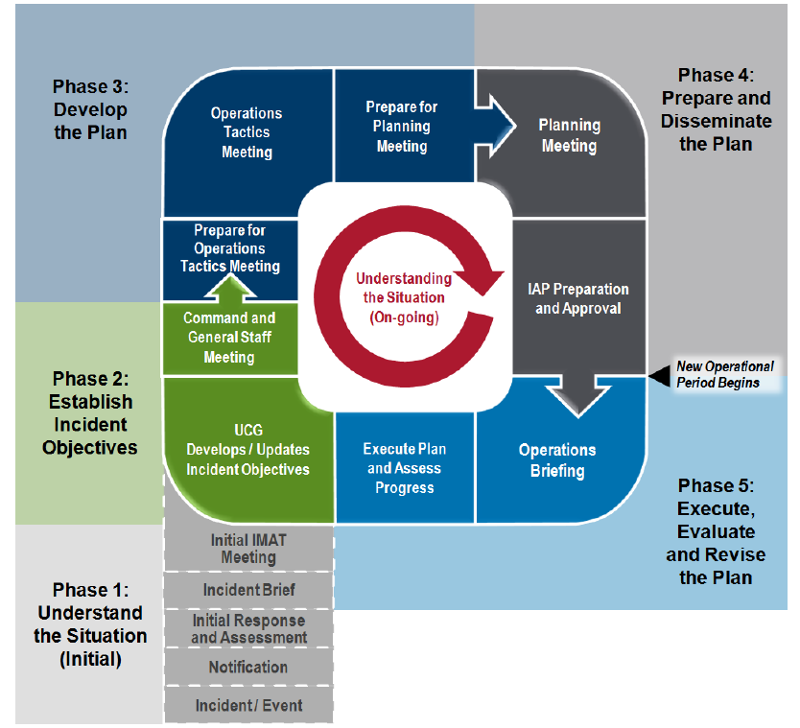 Phase 3:
Develop
the Plan
Operations
Tactics
Meeting
Prepare for
Planning
Meeting
Planning
Meeting
Phase 4:
Prepare and
Disseminate
the Plan
Prepare for
Operations
Tactics Meeting
Understanding
the Situation
(On-going)
IAP Preparation
and Approval
Command and
General Staff
Meeting
New Operational
Period Begins
Phase 2:
Establish
Incident
Objectives
UCG
Develops / Updates
Incident Objectives
Execute Plan
and Assess
Progress
Operations
Briefing
Phase 5:
Execute,
Evaluate
and Revise
the Plan
Phase 1:
Understand
the Situation
(Initial)
Initial IMAT
Meeting
Incident Brief
Initial Response
and Assessment
Notification
Incident / Event